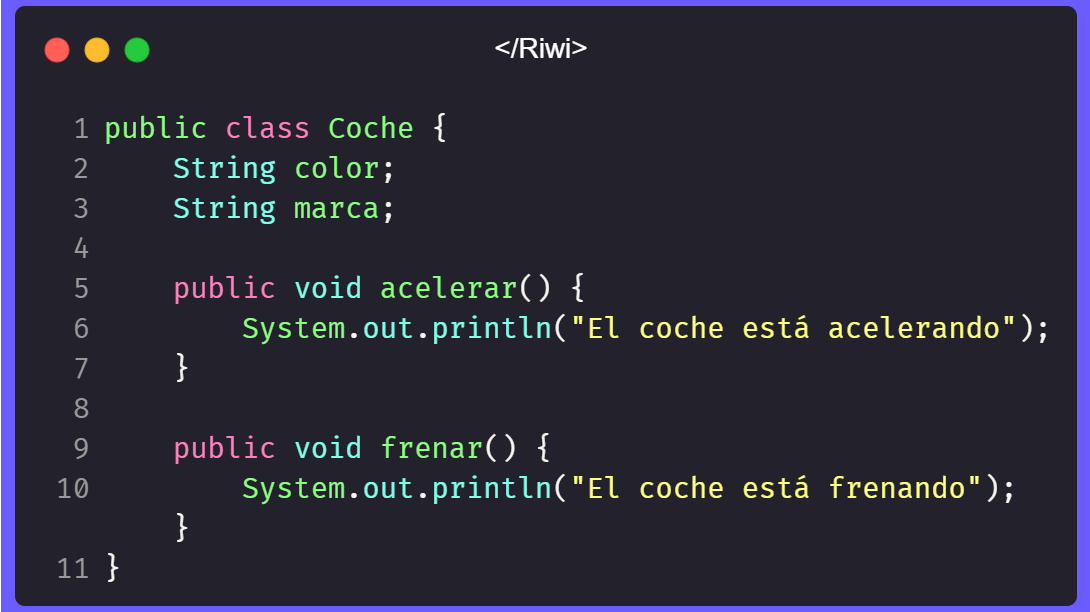 </Riwi>
1 public class Coche {
2     String color;
3     String marca;
4
5     public void acelerar() {
6         System.out.println("El coche está acelerando");
7     }
8
9     public void frenar() {
10         System.out.println("El coche está frenando");
    }
11 }